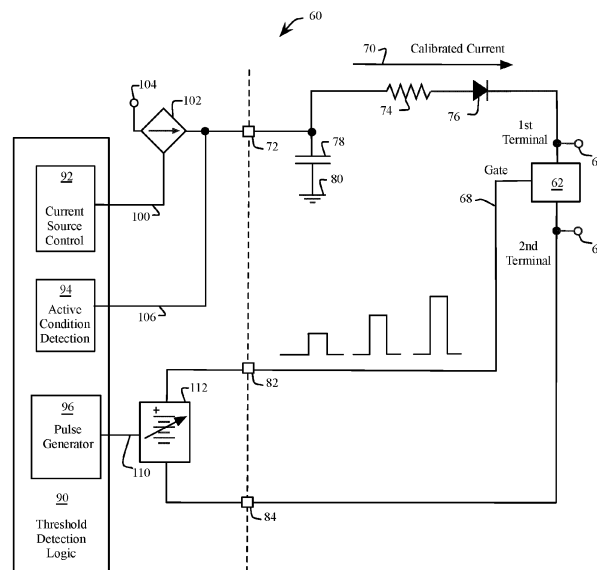 60
70
Calibrated Current
104
102
74
76
72
78
80
1st
Terminal
6
Gate
62
68
2nd
Terminal
6
92
Current
Source
Control
100
94
Active
Condition
Detection
106
82
112
+
96
Pulse
Generator
110
90
Threshold
Detection
Logic
84